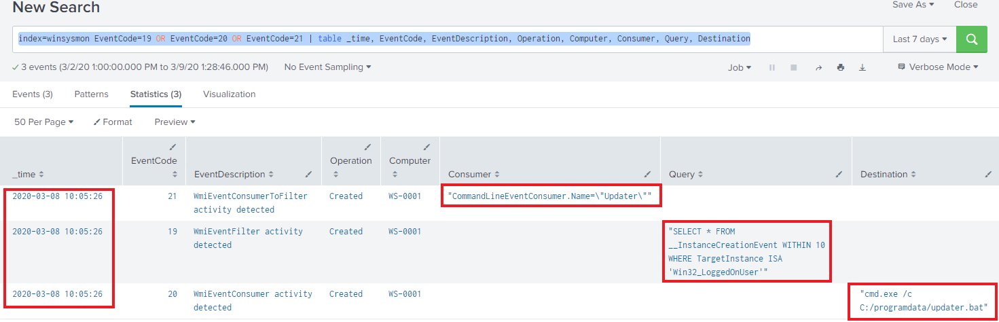 New Search
Save As
Close
index=winsysmon EventCode=19 OR EventCode=20 OR EventCode=21 | table _time, EventCode, EventDescription, Operation, Computer, Consumer, Query, Destination
Last 7 days
3 events (3/2/20 1:00:00.000 PM to 3/9/20 1:28:46.000 PM)
No Event Sampling
Job
Verbose Mode
Events (3)
Patterns
Statistics (3)
Visualization
50 Per Page
Format
Preview
_time
EventCode
EventDescription
Operation
Computer
Consumer
Query
Destination
2020-03-08 10:05:26
21
WmiEventConsumerToFilter
activity detected
Created
WS-0001
"CommandLineEventConsumer.Name=\"Updater\""
2020-03-08 10:05:26
19
WmiEventFilter activity
detected
Created
WS-0001
"SELECT * FROM
__InstanceCreationEvent WITHIN 10
WHERE TargetInstance ISA
'Win32_LoggedOnUser'"
2020-03-08 10:05:26
20
WmiEventConsumer activity
detected
Created
WS-0001
"cmd.exe /c
C:/programdata/updater.bat"